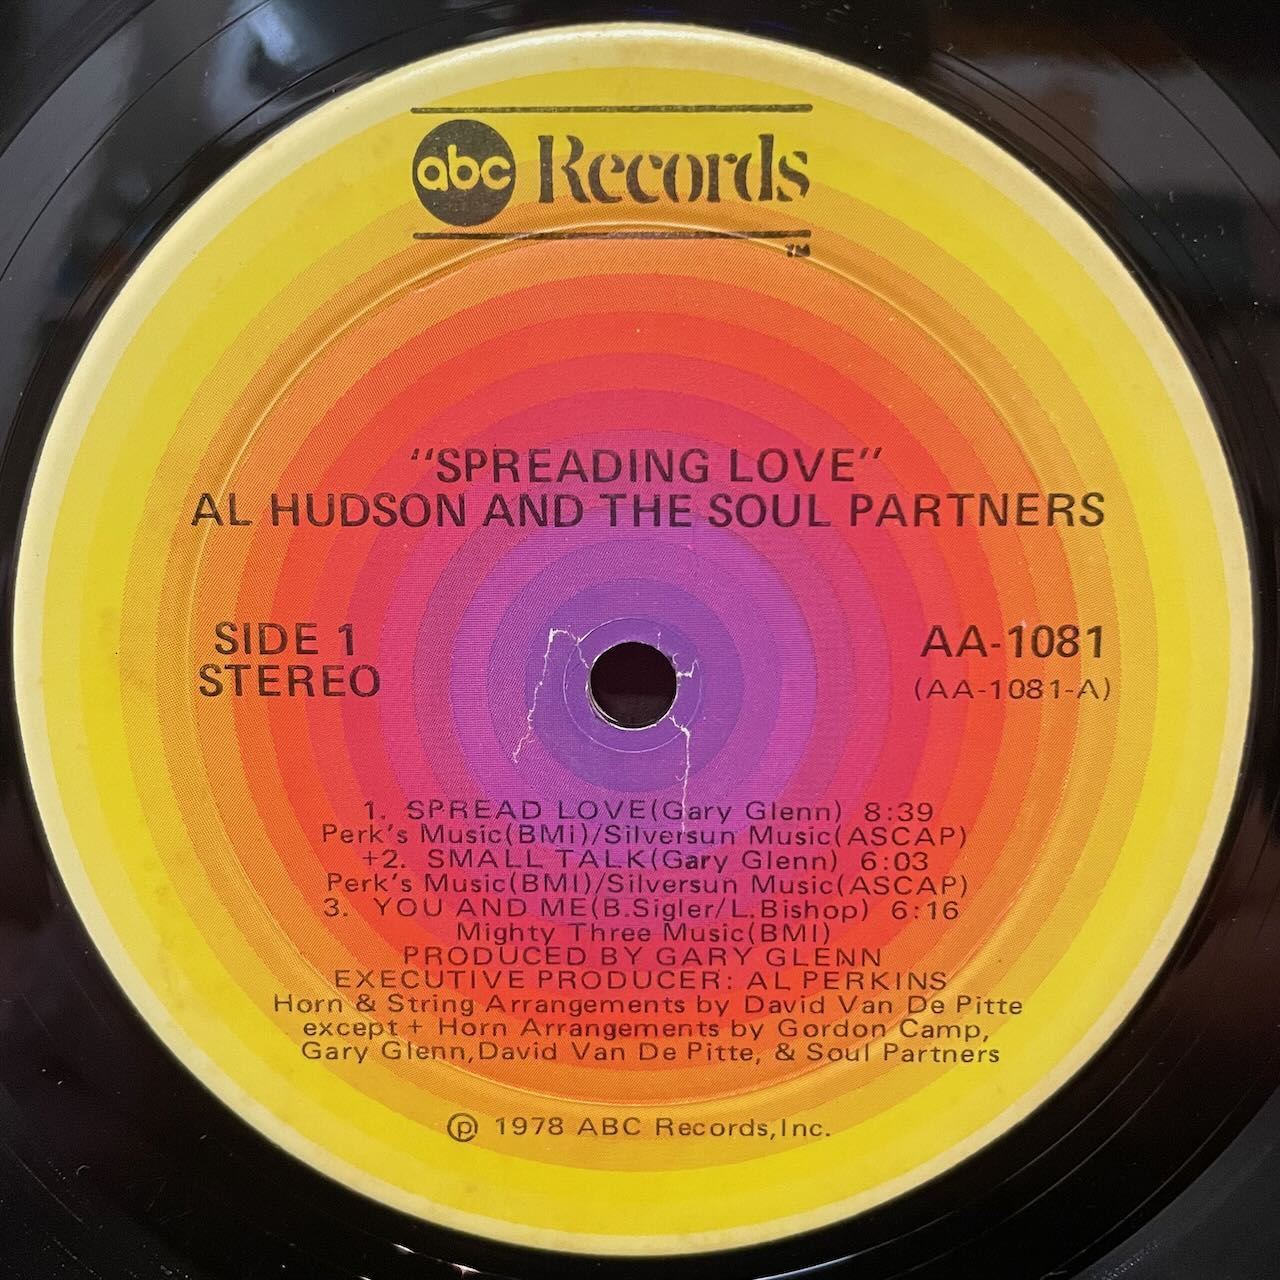 abc Records
TM
"SPREADING LOVE"
AL HUDSON AND THE SOUL PARTNERS
SIDE 1
STEREO
AA-1081
(AA-1081-A)
1. SPREAD LOVE(Gary Glenn) 8:39
Perk's Music(BMi)/Silversun Music(ASCAP)
+2. SMALL TALK(Gary Glenn) 6:03
Perk's Music(BMI)/Silversun Music(ASCAP)
3. YOU AND ME(B.Sigler/L.Bishop) 6:16
Mighty Three Music(BMI)
PRODUCED BY GARY GLENN
EXECUTIVE PRODUCER: AL PERKINS
Horn & String Arrangements by David Van De Pitte
except + Horn Arrangements by Gordon Camp,
Gary Glenn,David Van De Pitte, & Soul Partners
℗ 1978 ABC Records,Inc.